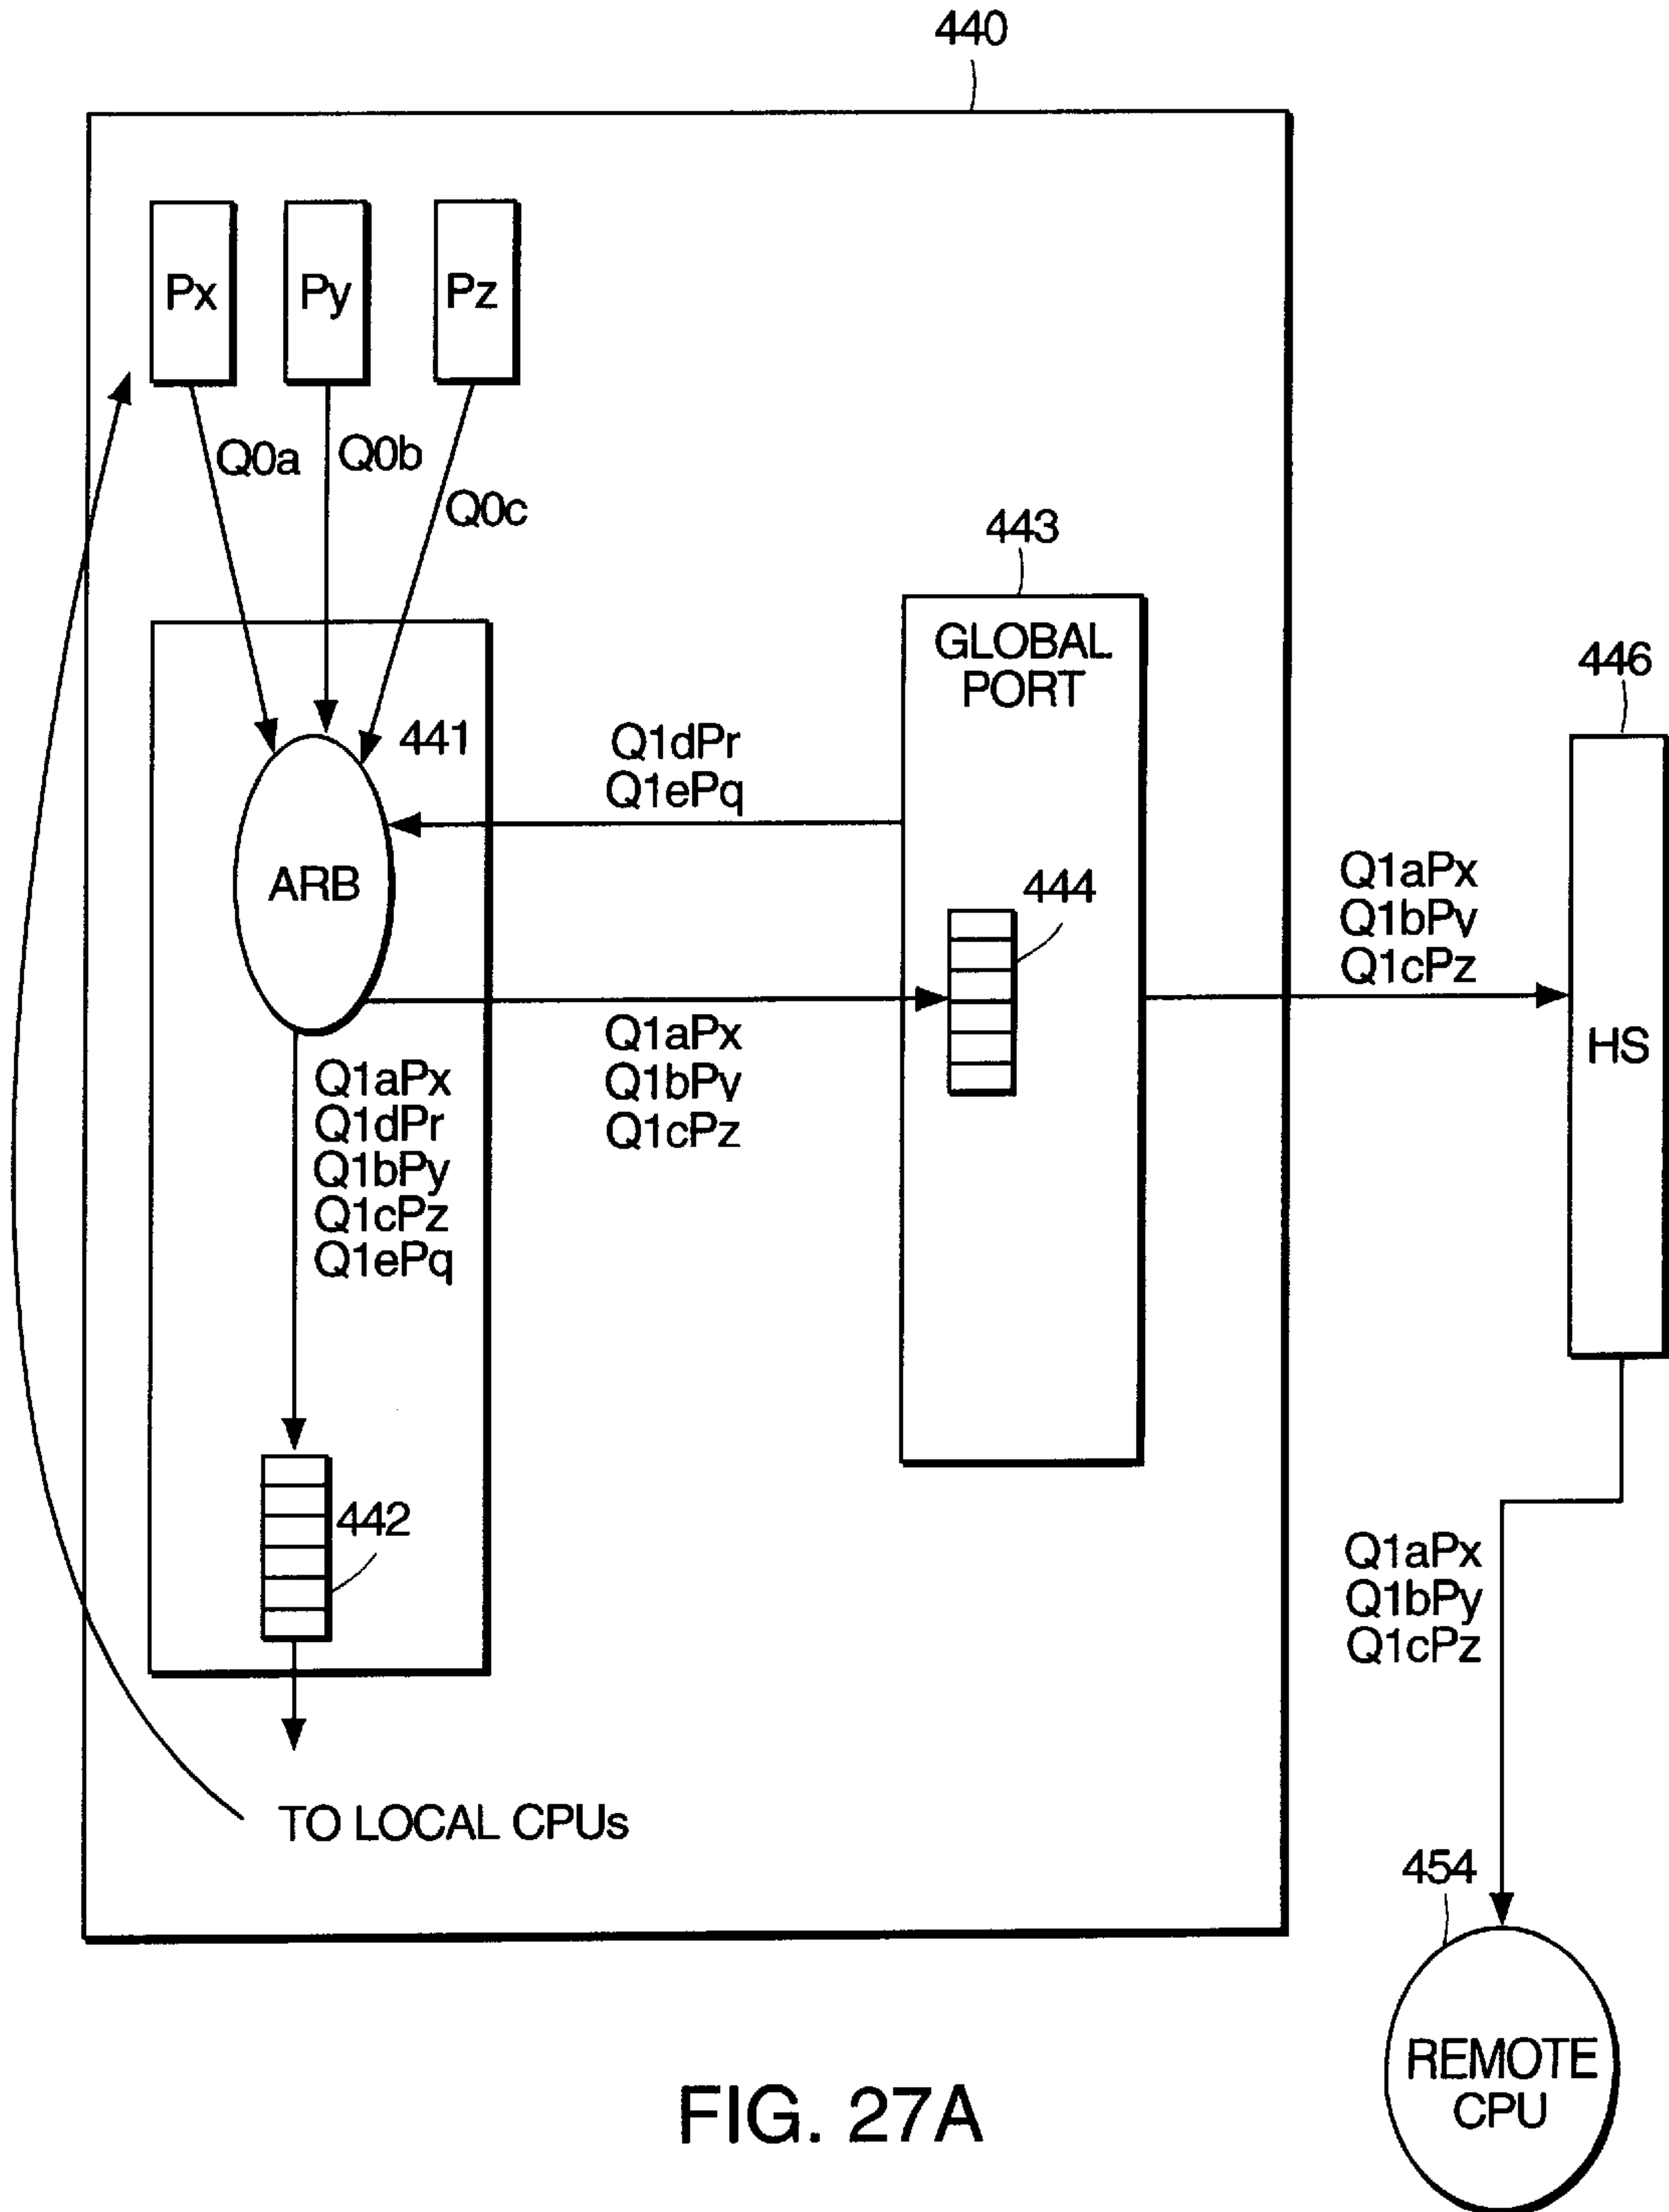 440
Px
Py
Pz
Q0a
Q0b
Q0c
443
GLOBAL
PORT
446
441
Q1dPr
Q1ePq
ARB
444
Q1aPx
Q1bPv
Q1cPz
HS
Q1aPx
Q1bPv
Q1cPz
Q1aPx
Q1dPr
Q1bPy
Q1cPz
Q1ePq
442
Q1aPx
Q1bPy
Q1cPz
TO LOCAL CPUs
454
REMOTE
CPU
FIG. 27A